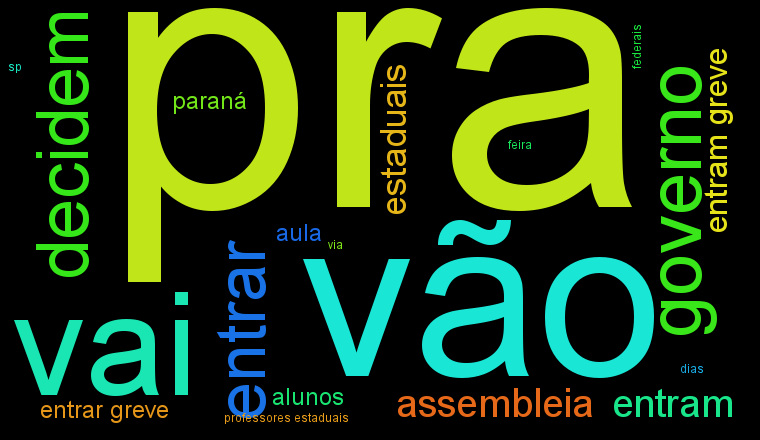 pra
decidem
sp
paraná
estaduais
federais
feira
governo
entram greve
aula
via
entrar
vão
vai
entrar greve
alunos
professores estaduais
assembleia
entram
dias